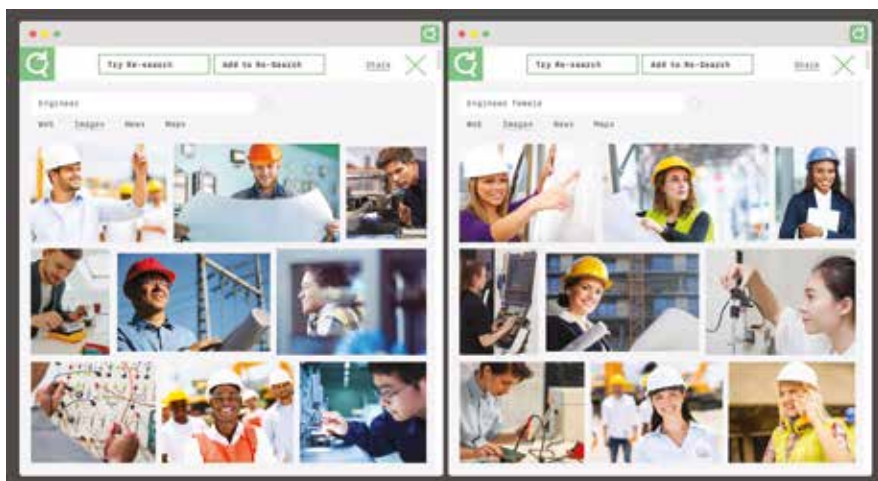 Try Re-search Add to Re-Search Share
Engineer
Web Images News Maps
Try Re-search Add to Re-Search Share
Engineer female
Web Images News Maps